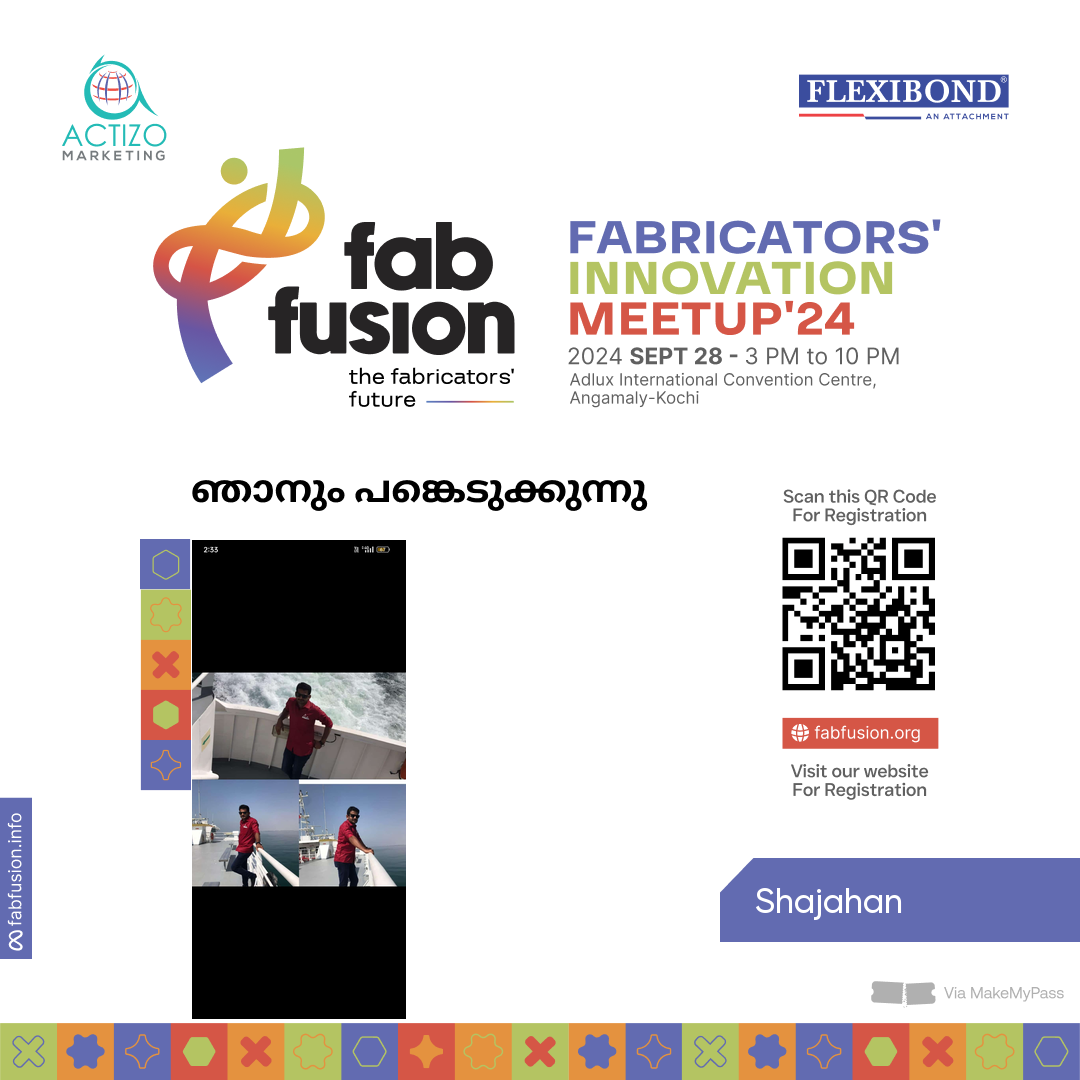 ACTIZO
MARKETING
FLEXIBOND®
AN ATTACHMENT
fab
fusion
the fabricators'
future
FABRICATORS'
INNOVATION
MEETUP'24
2024 SEPT 28 - 3 PM to 10 PM
Adlux International Convention Centre,
Angamaly-Kochi
ഞാനും പങ്കെടുക്കുന്നു
Scan this QR Code
For Registration
2:33
fabfusion.org
Visit our website
For Registration
fabfusion.info
Shajahan
Via MakeMyPass